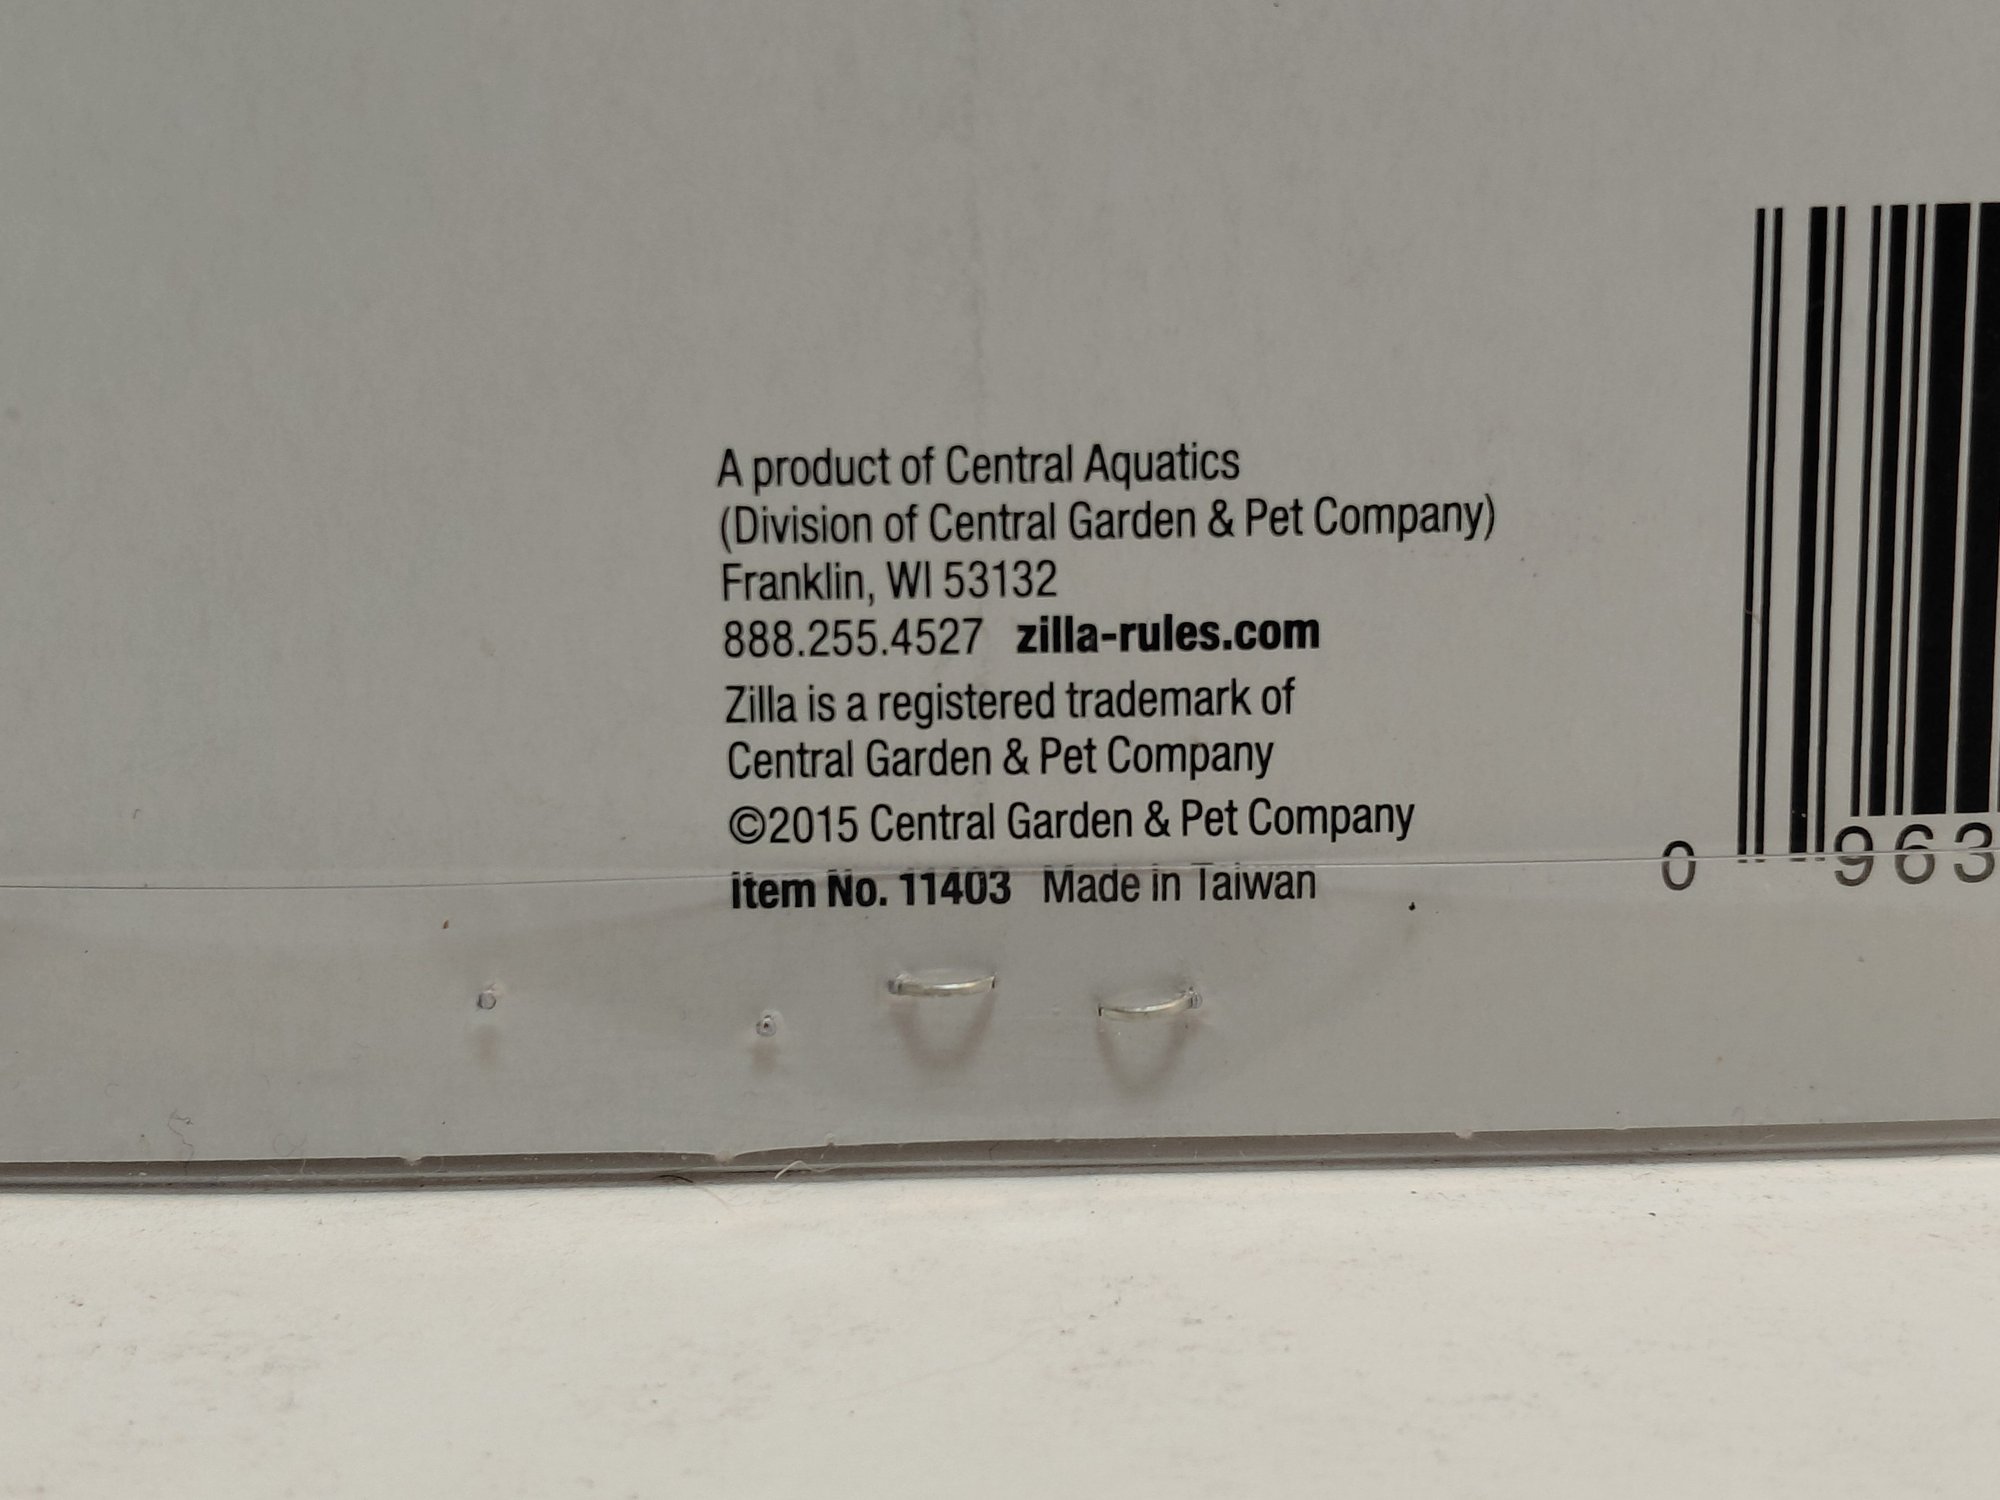 A product of Central Aquatics
(Division of Central Garden & Pet Company)
Franklin, WI 53132
888.255.4527 zilla-rules.com
Zilla is a registered trademark of
Central Garden & Pet Company
©2015 Central Garden & Pet Company
Item No. 11403 Made in Taiwan
0 963